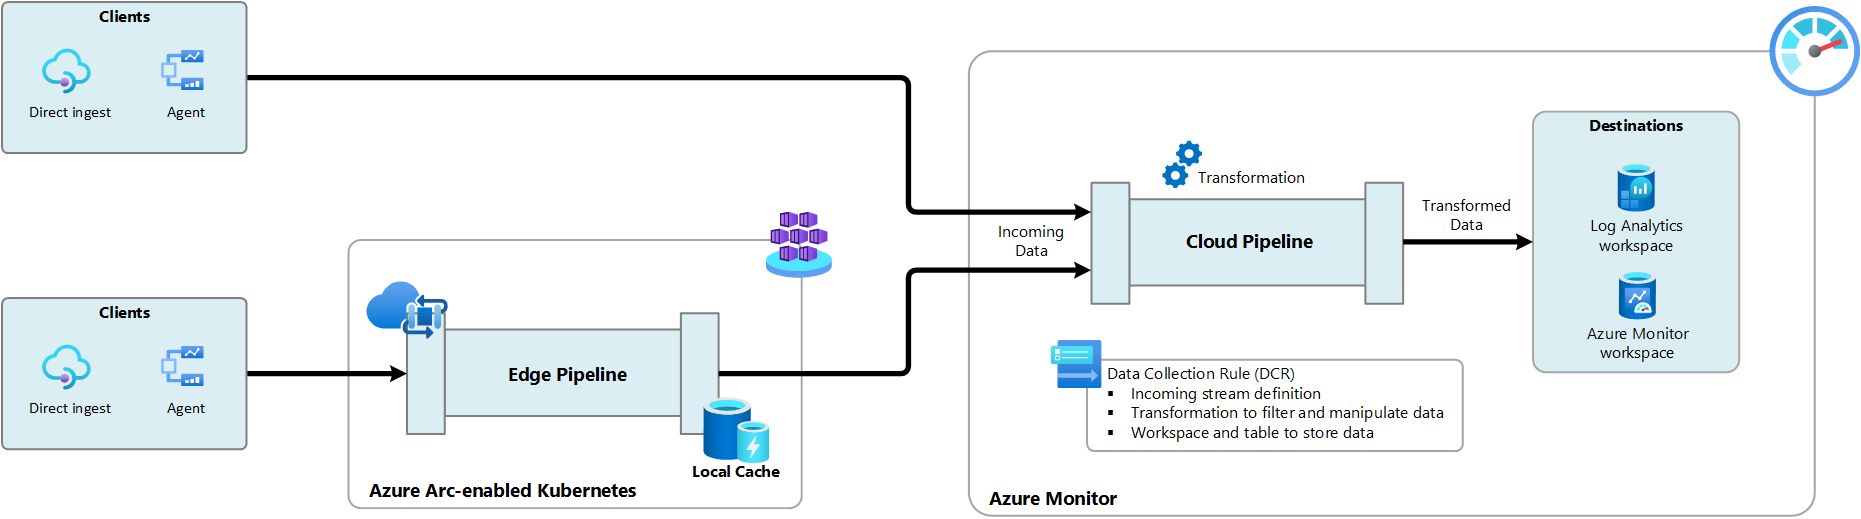 Clients
Direct ingest
Agent
Clients
Direct ingest
Agent
Edge Pipeline
Local Cache
Azure Arc-enabled Kubernetes
Incoming
Data
Transformation
Cloud Pipeline
Transformed
Data
Destinations
Log Analytics
workspace
Azure Monitor
workspace
Data Collection Rule (DCR)
▪ Incoming stream definition
▪ Transformation to filter and manipulate data
▪ Workspace and table to store data
Azure Monitor